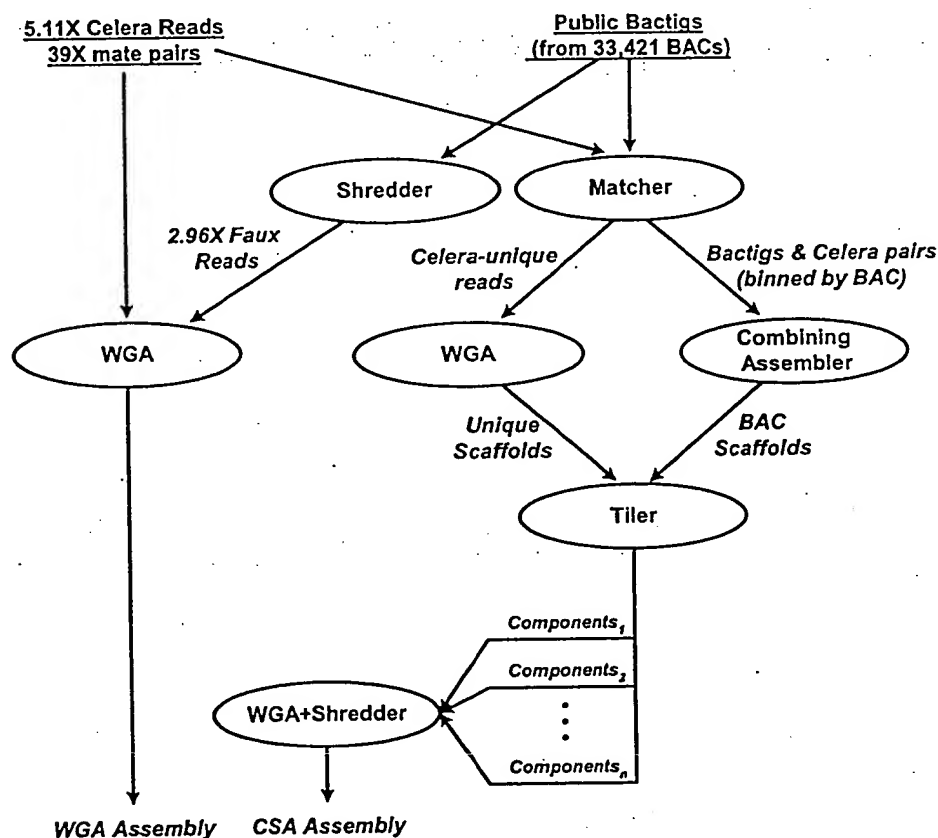 5.11X Celera Reads
39X mate pairs
Public Bactigs
(from 33,421 BACs)
Shredder
Matcher
2.96X Faux
Reads
Celera-unique
reads
Bactigs & Celera pairs
(binned by BAC)
WGA
WGA
Combining
Assembler
Unique
Scaffolds
BAC
Scaffolds
Tiler
Components1
Components2
WGA+Shredder
Componentsn
WGA Assembly
CSA Assembly